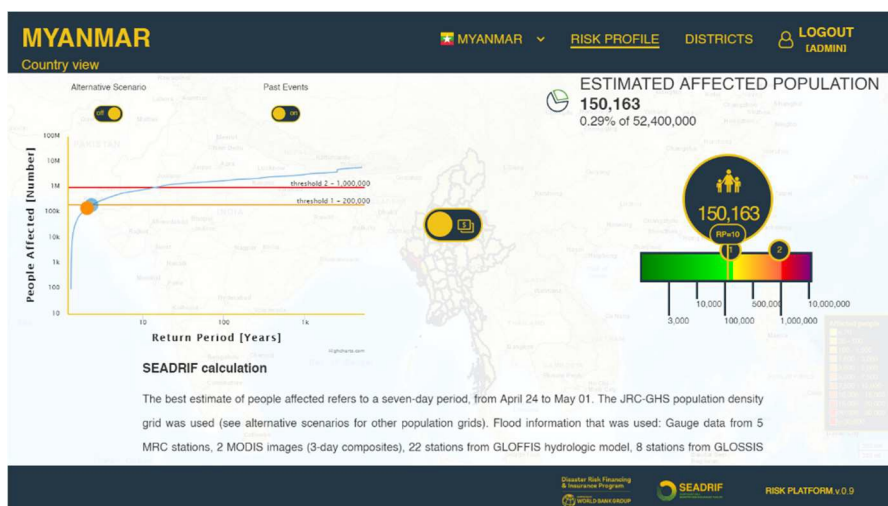 MYANMAR
Country view
MYANMAR
RISK PROFILE
DISTRICTS
LOGOUT
[ADMIN]
Alternative Scenario
off
Past Events
on
ESTIMATED AFFECTED POPULATION
150,163
0.29% of 52,400,000
People Affected [Number]
100M
10M
1M
100k
10k
1k
100
10
threshold 2 - 1,000,000
threshold 1 - 200,000
10
100
1k
Return Period [Years]
Highcharts.com
150,163
RP=10
1
2
10,000
500,000
10,000,000
3,000
100,000
1,000,000
SEADRIF calculation
The best estimate of people affected refers to a seven-day period, from April 24 to May 01. The JRC-GHS population density
grid was used (see alternative scenarios for other population grids). Flood information that was used: Gauge data from 5
MRC stations, 2 MODIS images (3-day composites), 22 stations from GLOFFIS hydrologic model, 8 stations from GLOSSIS
Disaster Risk Financing
& Insurance Program
WORLD BANK GROUP
SEADRIF
RISK PLATFORM.v.0.9